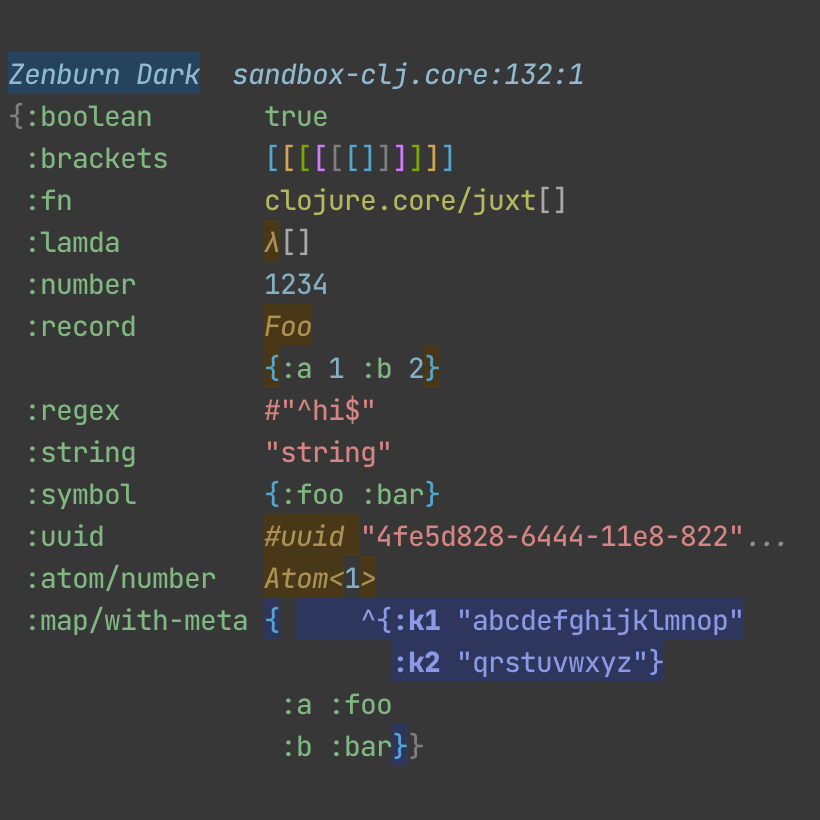 Zenburn Dark  sandbox-clj.core:132:1
{:boolean       true
 :brackets      [[[[[[]]]]]]
 :fn            clojure.core/juxt[]
 :lamda         λ[]
 :number        1234
 :record        Foo
                {:a 1 :b 2}
 :regex         #"^hi$"
 :string        "string"
 :symbol        {:foo :bar}
 :uuid          #uuid "4fe5d828-6444-11e8-822"...
 :atom/number   Atom<1>
 :map/with-meta {     ^{:k1 "abcdefghijklmnop"
                        :k2 "qrstuvwxyz"}
                 :a :foo
                 :b :bar}}